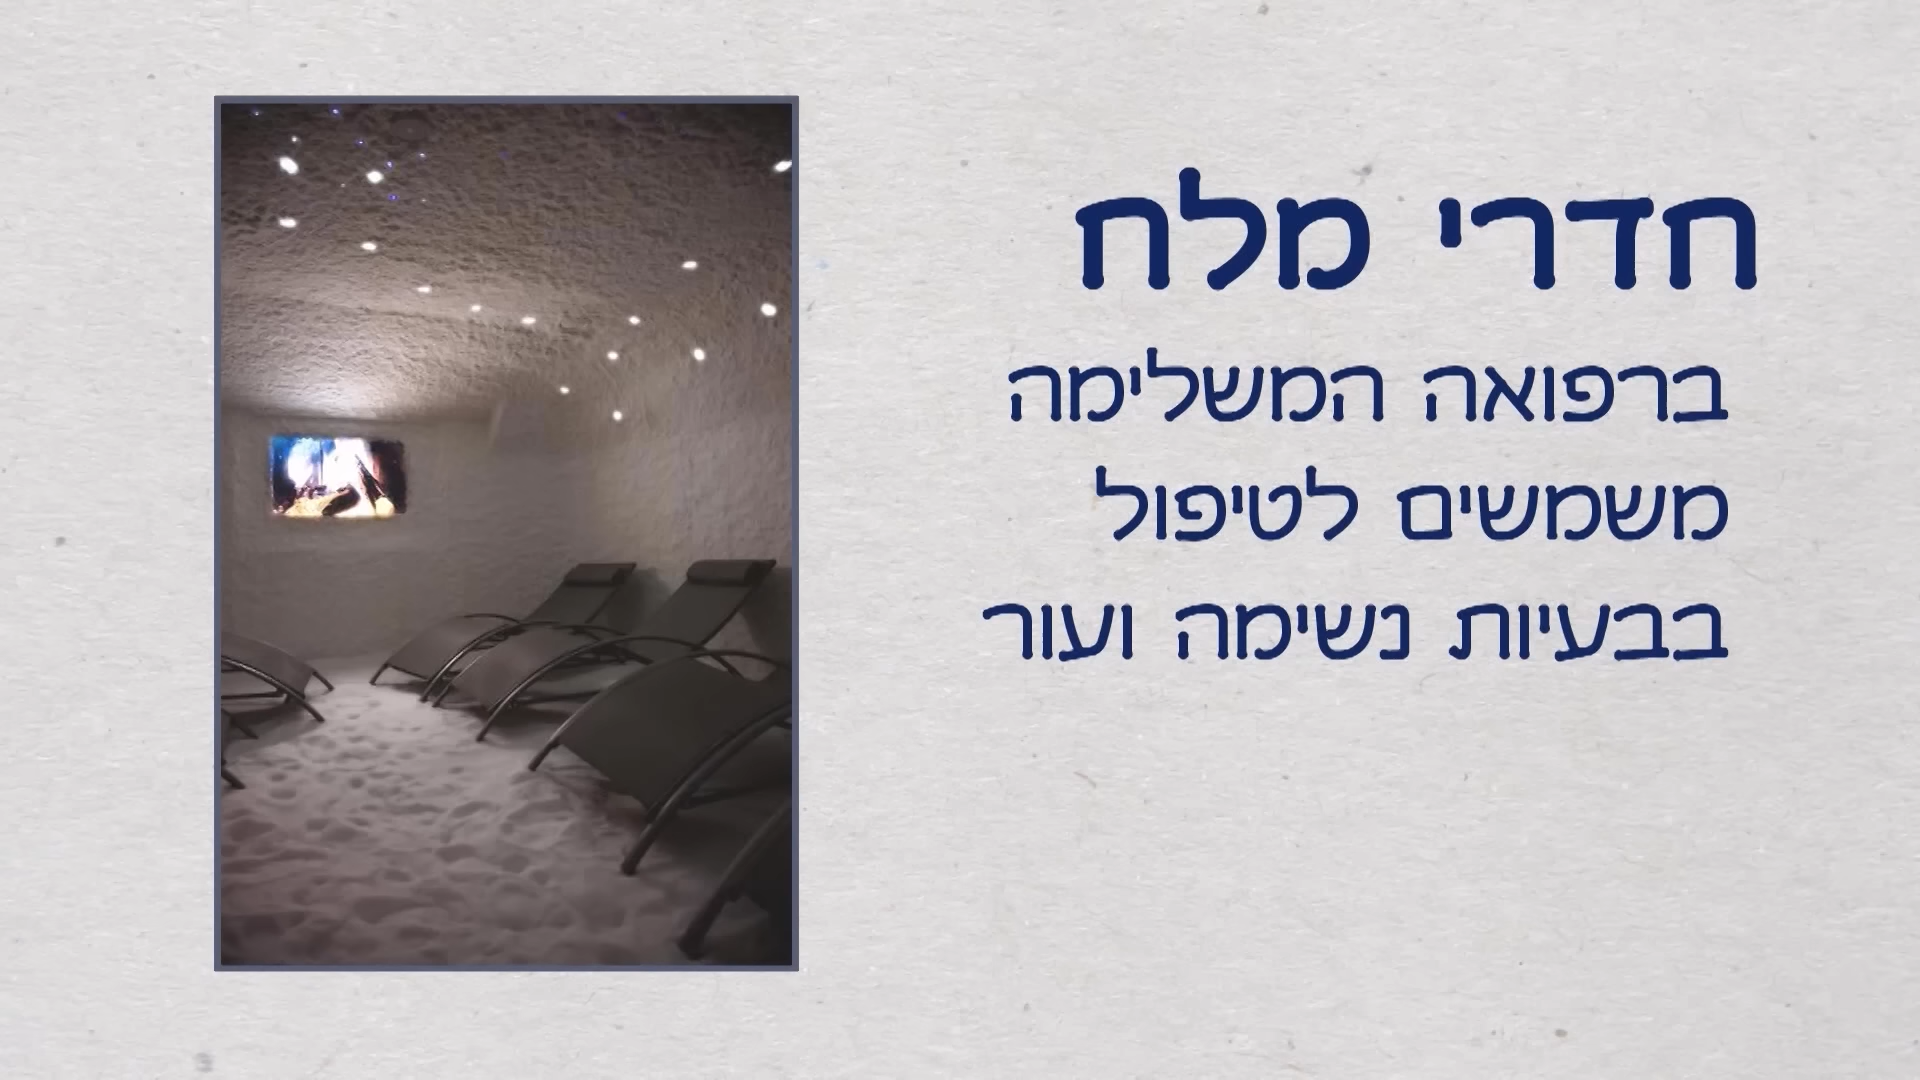 חדרי מלח
ברפואה המשלימה
משמשים לטיפול
בבעיות נשימה ועור